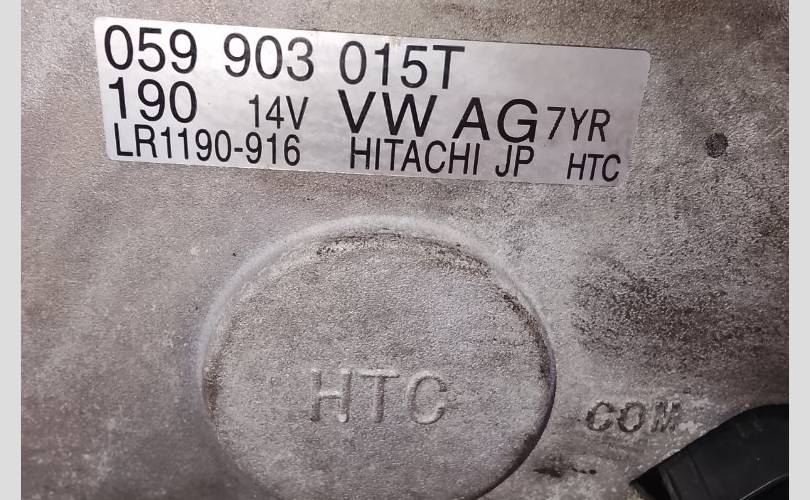 059 903 015T
190 14V VW AG 7YR
LR1190-916 HITACHI JP HTC
HTC
COM